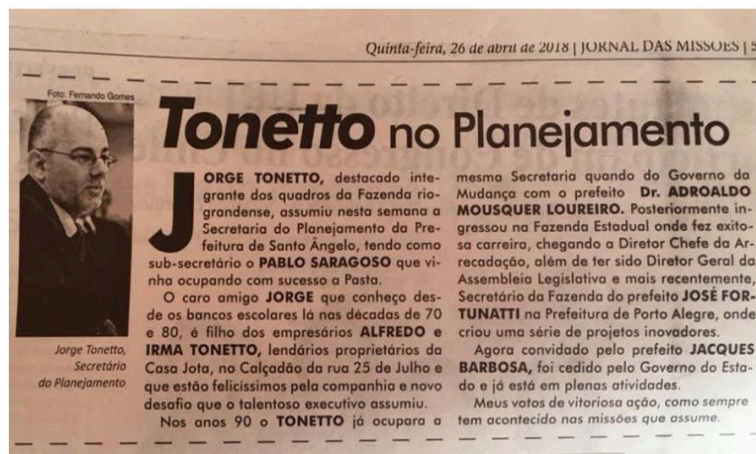 Quinta-feira, 26 de abril de 2018 | JORNAL DAS MISSÕES |
Foto: Fernando Gomes
Tonetto no Planejamento
JORGE TONETTO, destacado inte-
grante dos quadros da Fazenda rio-
grandense, assumiu nesta semana a
Secretaria do Planejamento da Pre-
feitura de Santo Ângelo, tendo como
sub-secretário o PABLO SARAGOSO que vi-
nha ocupando com sucesso a Pasta.
O caro amigo JORGE que conheço des-
de os bancos escolares lá nas décadas de 70
e 80, é filho dos empresários ALFREDO e
IRMA TONETTO, lendários proprietários da
Casa Jota, no Calçadão da rua 25 de Julho e
que estão felicíssimos pela companhia e novo
desafio que o talentoso executivo assumiu.
Nos anos 90 o TONETTO já ocupara a
mesma Secretaria quando do Governo da
Mudança com o prefeito Dr. ADROALDO
MOUSQUER LOUREIRO. Posteriormente in-
gressou na Fazenda Estadual onde fez exito-
sa carreira, chegando a Diretor Chefe da Ar-
recadação, além de ter sido Diretor Geral da
Assembleia Legislativa e mais recentemente,
Secretário da Fazenda do prefeito JOSÉ FOR-
TUNATTI na Prefeitura de Porto Alegre, onde
criou uma série de projetos inovadores.
Agora convidado pelo prefeito JACQUES
BARBOSA, foi cedido pelo Governo do Esta-
do e já está em plenas atividades.
Meus votos de vitoriosa ação, como sempre
tem acontecido nas missões que assume.
Jorge Tonetto,
Secretário
do Planejamento